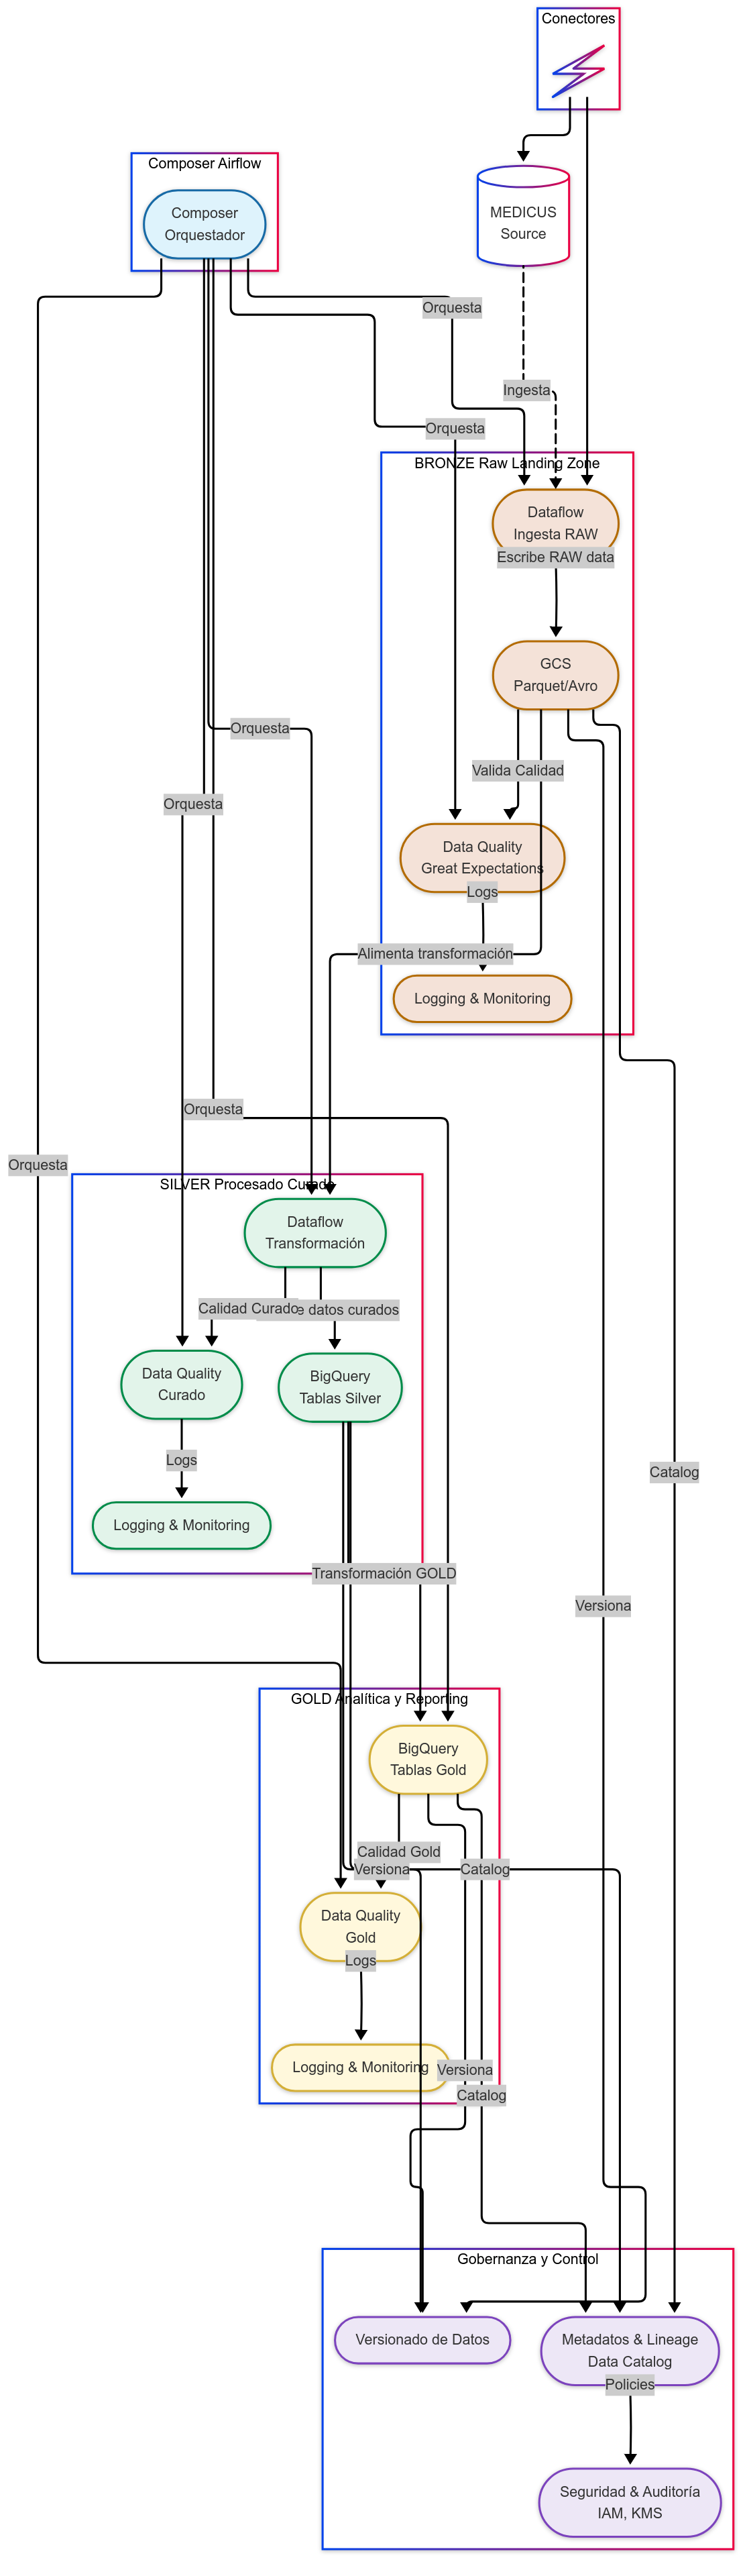 Conectores
Composer Airflow
Composer
Orquestador
MEDICUS
Source
Orquesta
Ingesta
Orquesta
BRONZE Raw Landing Zone
Dataflow
Ingesta RAW
Escribe RAW data
GCS
Parquet/Avro
Orquesta
Valida Calidad
Orquesta
Data Quality
Great Expectations
Logs
Alimenta transformación
Logging & Monitoring
Orquesta
Orquesta
SILVER Procesado Curado
Dataflow
Transformación
Calidad Curado
e datos curados
Data Quality
Curado
BigQuery
Tablas Silver
Logs
Catalog
Logging & Monitoring
Transformación GOLD
Versiona
GOLD Analítica y Reporting
BigQuery
Tablas Gold
Calidad Gold
Versiona
Catalog
Data Quality
Gold
Logs
Logging & Monitoring
Versiona
Catalog
Gobernanza y Control
Versionado de Datos
Metadatos & Lineage
Data Catalog
Policies
Seguridad & Auditoría
IAM, KMS